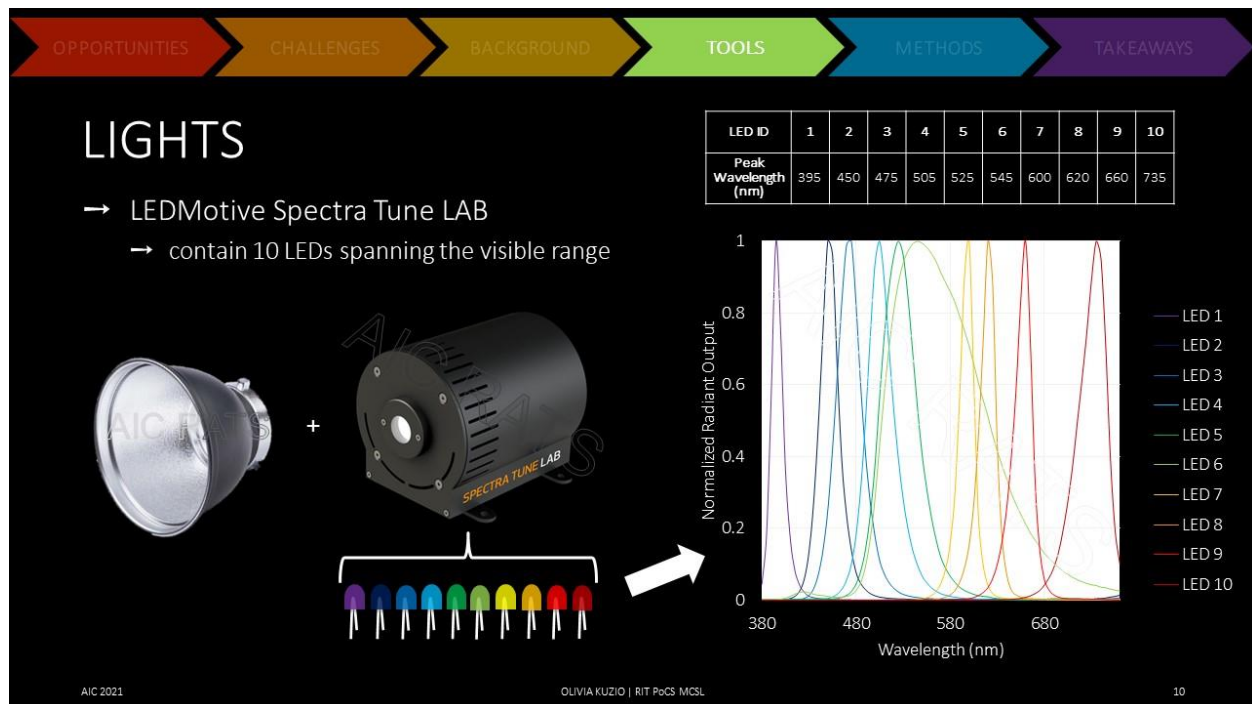 OPPORTUNITIES
CHALLENGES
BACKGROUND
TOOLS
METHODS
TAKEAWAYS
LIGHTS
→ LEDMotive Spectra Tune LAB
→ contain 10 LEDs spanning the visible range
AIC RATS
+
AIC RATS
SPECTRA TUNE LAB
LED ID 1 2 3 4 5 6 7 8 9 10
Peak Wavelength (nm) 395 450 475 505 525 545 600 620 660 735
Normalized Radiant Output
1
0.8
0.6
0.4
0.2
0
380 480 580 680
Wavelength (nm)
LED 1
LED 2
LED 3
LED 4
LED 5
LED 6
LED 7
LED 8
LED 9
LED 10
AIC 2021
OLIVIA KUZIO | RIT PoCS MCSL
10